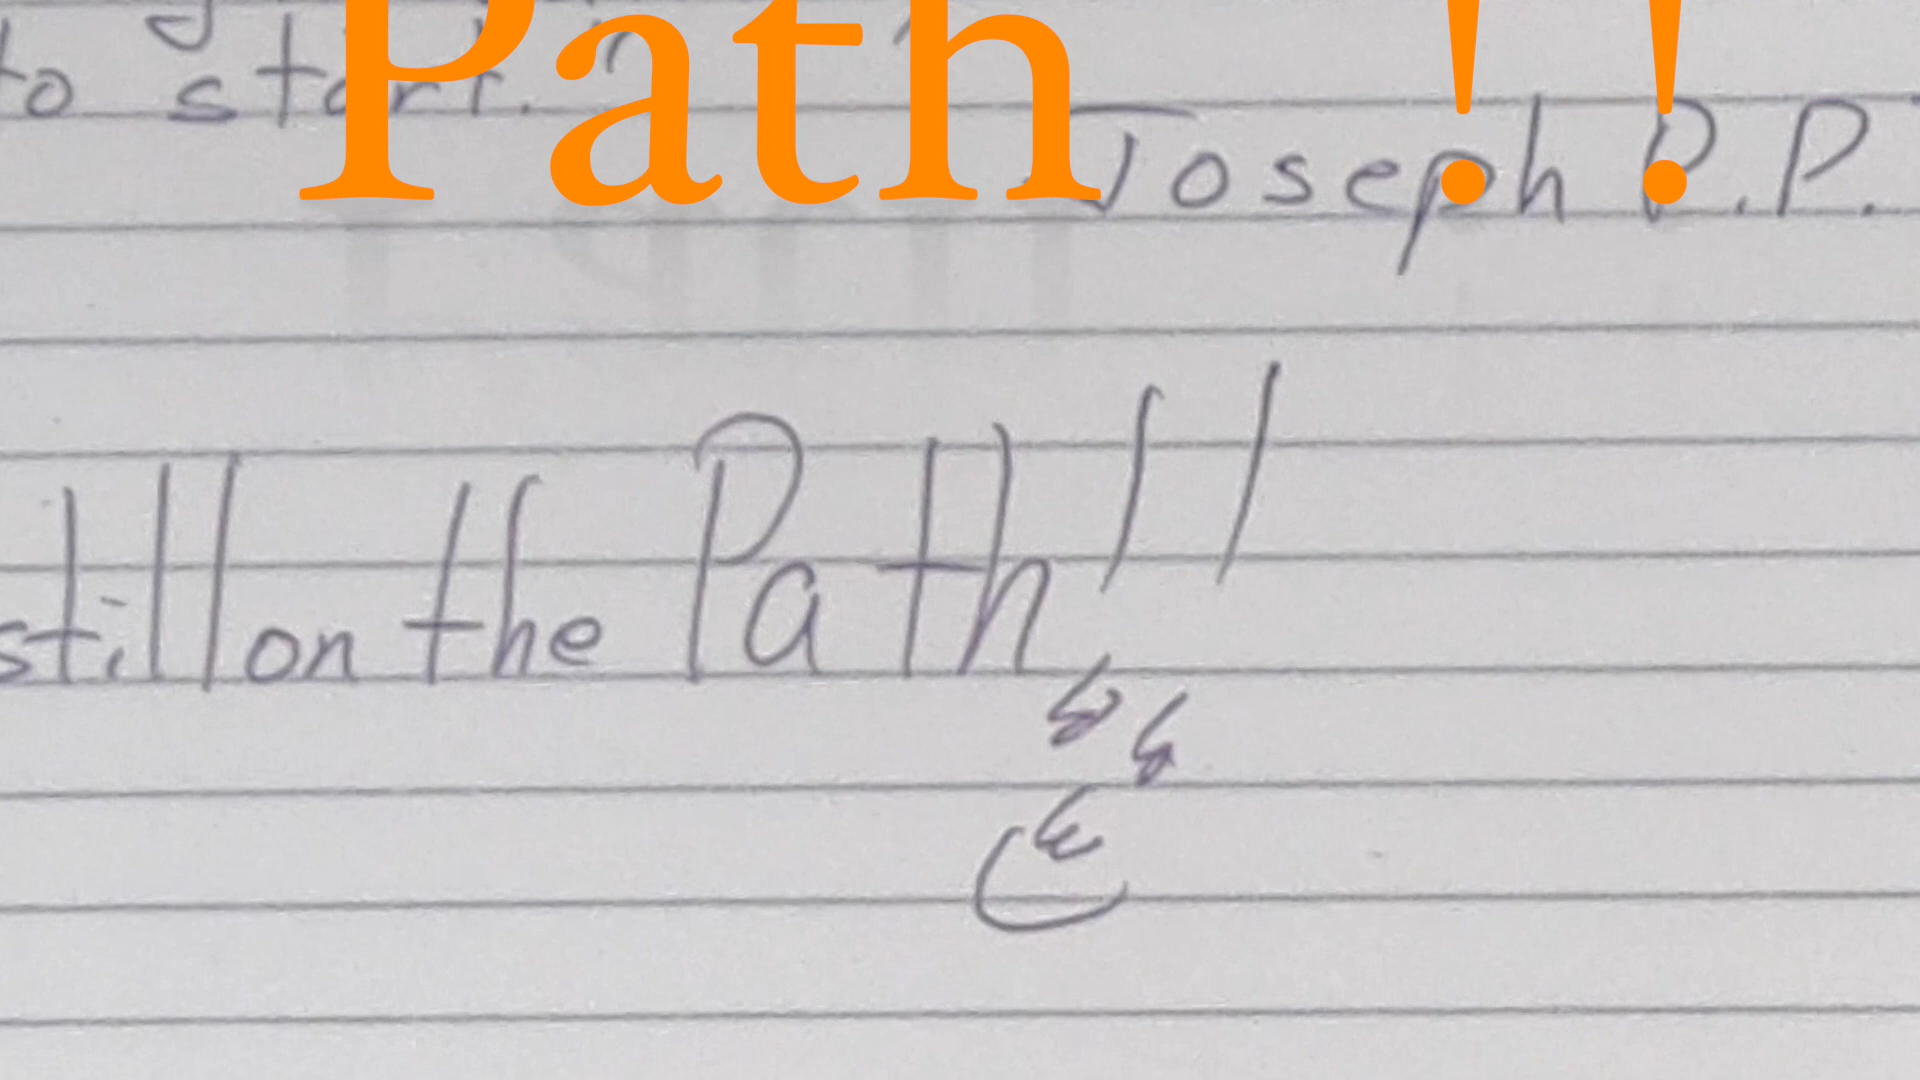 Path !!
to start.
Joseph P.P.
still on the Path!!